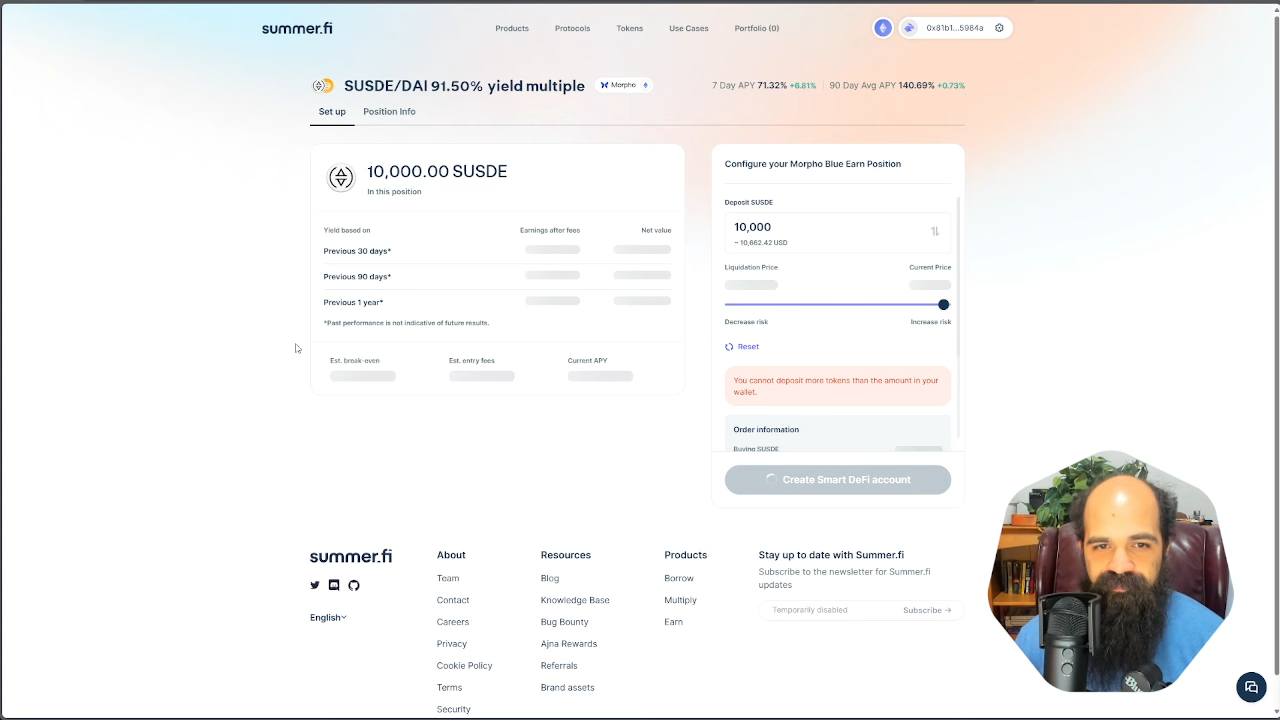 summer.fi
Products
Protocols
Tokens
Use Cases
Portfolio (0)
0x81b1...5984a
SUSDE/DAI 91.50% yield multiple
Morpho
7 Day APY 71.32% +6.81%
90 Day Avg APY 140.69% +0.73%
Set up
Position Info
10,000.00 SUSDE
In this position
Yield based on
Earnings after fees
Net value
Previous 30 days*
Previous 90 days*
Previous 1 year*
*Past performance is not indicative of future results.
Est. break-even
Est. entry fees
Current APY
Configure your Morpho Blue Earn Position
Deposit SUSDE
10,000
~ 10,662.42 USD
Liquidation Price
Current Price
Decrease risk
Increase risk
Reset
You cannot deposit more tokens than the amount in your
wallet.
Order information
Buying SUSDE
Create Smart DeFi account
summer.fi
English
About
Team
Contact
Careers
Privacy
Cookie Policy
Terms
Security
Resources
Blog
Knowledge Base
Bug Bounty
Ajna Rewards
Referrals
Brand assets
Products
Borrow
Multiply
Earn
Stay up to date with Summer.fi
Subscribe to the newsletter for Summer.fi
updates
Temporarily disabled
Subscribe →
Blue